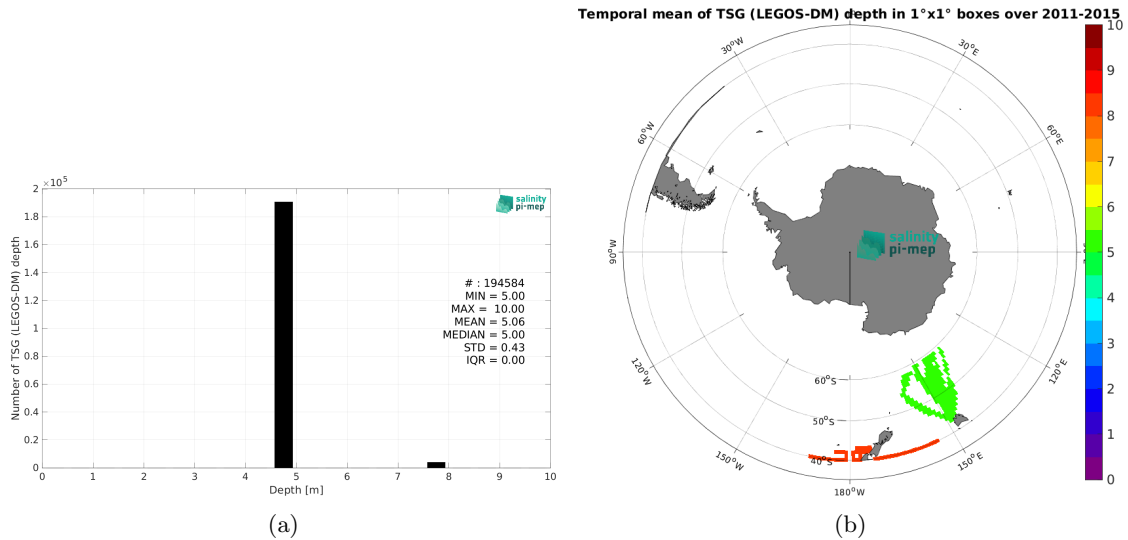 Temporal mean of TSG (LEGOS-DM) depth in 1°x1° boxes over 2011-2015
×10⁵
2
1.8
1.6
1.4
1.2
1
0.8
0.6
0.4
0.2
0
Number of TSG (LEGOS-DM) depth
salinity
pi-mep
# : 194584
MIN = 5.00
MAX = 10.00
MEAN = 5.06
MEDIAN = 5.00
STD = 0.43
IQR = 0.00
0 1 2 3 4 5 6 7 8 9 10
Depth [m]
(a)
30°W
30°E
60°W
60°E
90°W
120°W
120°E
150°W
150°E
180°W
60°S
50°S
40°S
salinity
pi-mep
10
9
8
7
6
5
4
3
2
1
0
(b)